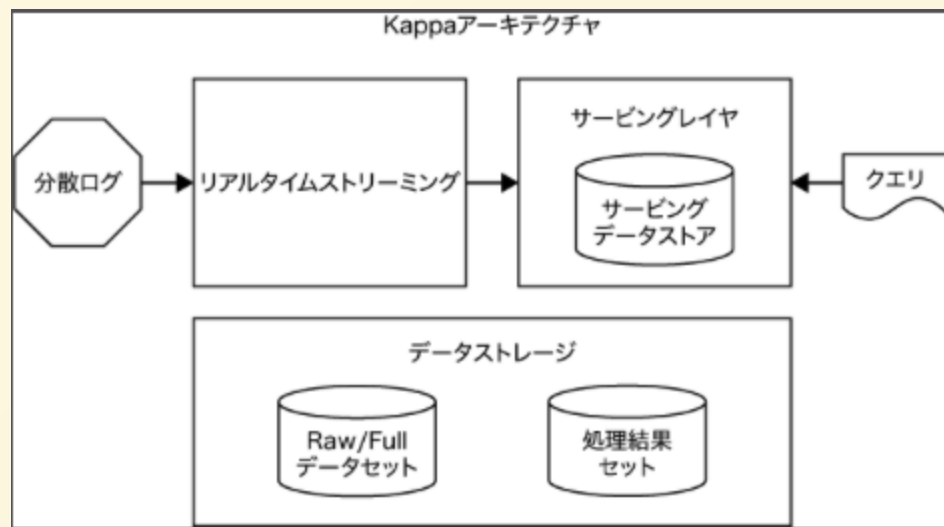 Kappaアーキテクチャ
分散ログ
リアルタイムストリーミング
サービングレイヤ
サービング
データストア
クエリ
データストレージ
Raw/Full
データセット
処理結果
セット